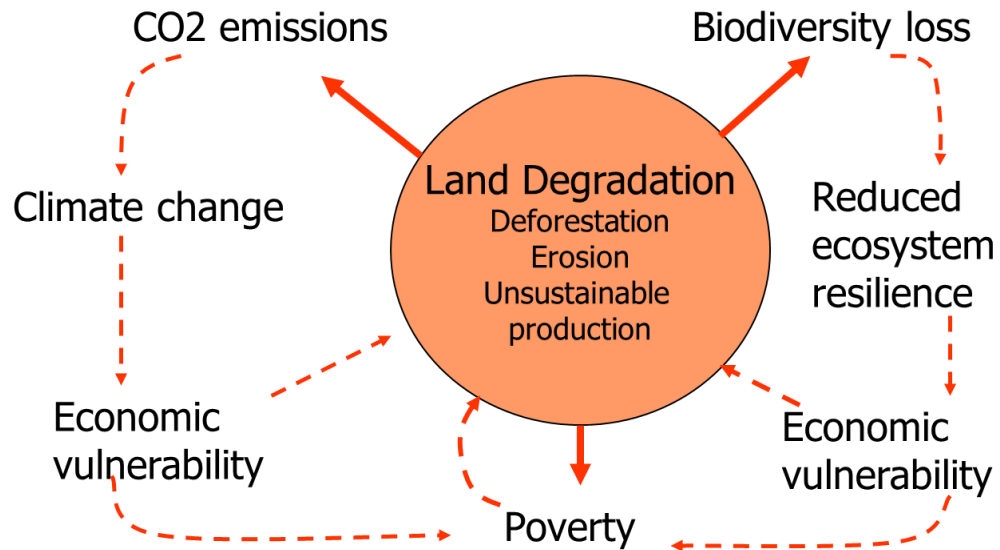 CO2 emissions
Biodiversity loss
Land Degradation
Deforestation
Erosion
Unsustainable
production
Climate change
Reduced
ecosystem
resilience
Economic
vulnerability
Economic
vulnerability
Poverty